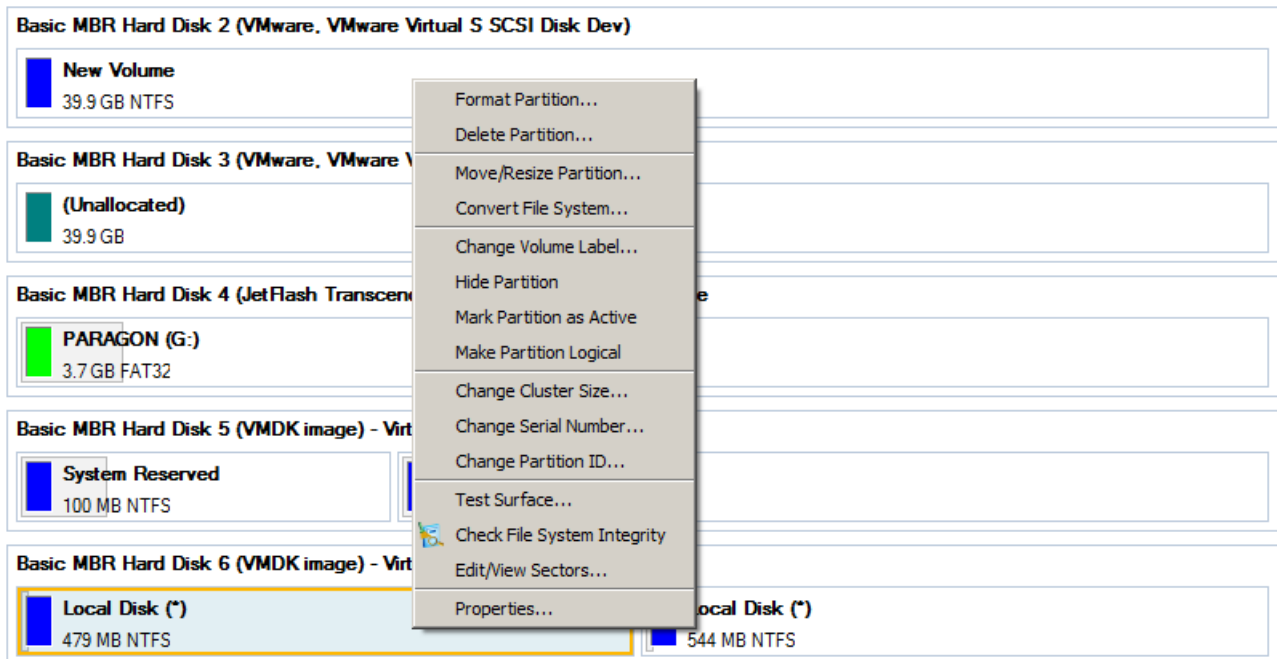 Basic MBR Hard Disk 2 (VMware, VMware Virtual S SCSI Disk Dev)
New Volume
39.9 GB NTFS
Basic MBR Hard Disk 3 (VMware, VMware
(Unallocated)
39.9 GB
Basic MBR Hard Disk 4 (JetFlash Transcen
PARAGON (G:)
3.7 GB FAT32
Basic MBR Hard Disk 5 (VMDK image) - Virt
System Reserved
100 MB NTFS
Basic MBR Hard Disk 6 (VMDK image) - Virt
Local Disk (*)
479 MB NTFS
ocal Disk (*)
544 MB NTFS
Format Partition...
Delete Partition...
Move/Resize Partition...
Convert File System...
Change Volume Label...
Hide Partition
Mark Partition as Active
Make Partition Logical
Change Cluster Size...
Change Serial Number...
Change Partition ID...
Test Surface...
Check File System Integrity
Edit/View Sectors...
Properties...